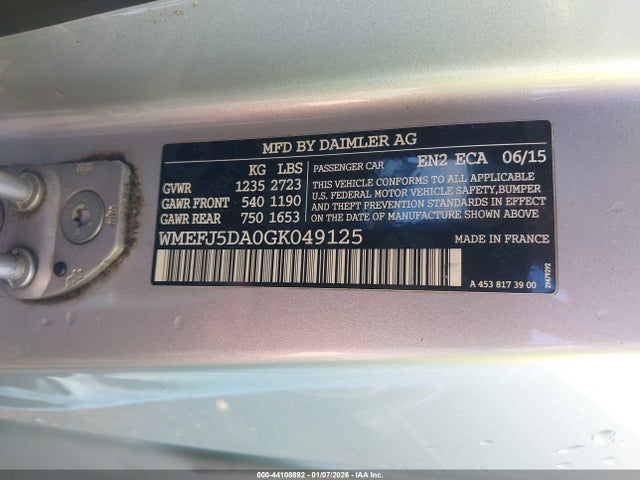 MFD BY DAIMLER AG
KG LBS
GVWR 1235 2723
GAWR FRONT 540 1190
GAWR REAR 750 1653
PASSENGER CAR EN2 ECA 06/15
THIS VEHICLE CONFORMS TO ALL APPLICABLE
U.S. FEDERAL MOTOR VEHICLE SAFETY, BUMPER
AND THEFT PREVENTION STANDARDS IN EFFECT
ON THE DATE OF MANUFACTURE SHOWN ABOVE.
WMEFJ5DA0GK049125 MADE IN FRANCE
A 453 817 39 00
000-44108892 - 01/07/2026 - IAA Inc.